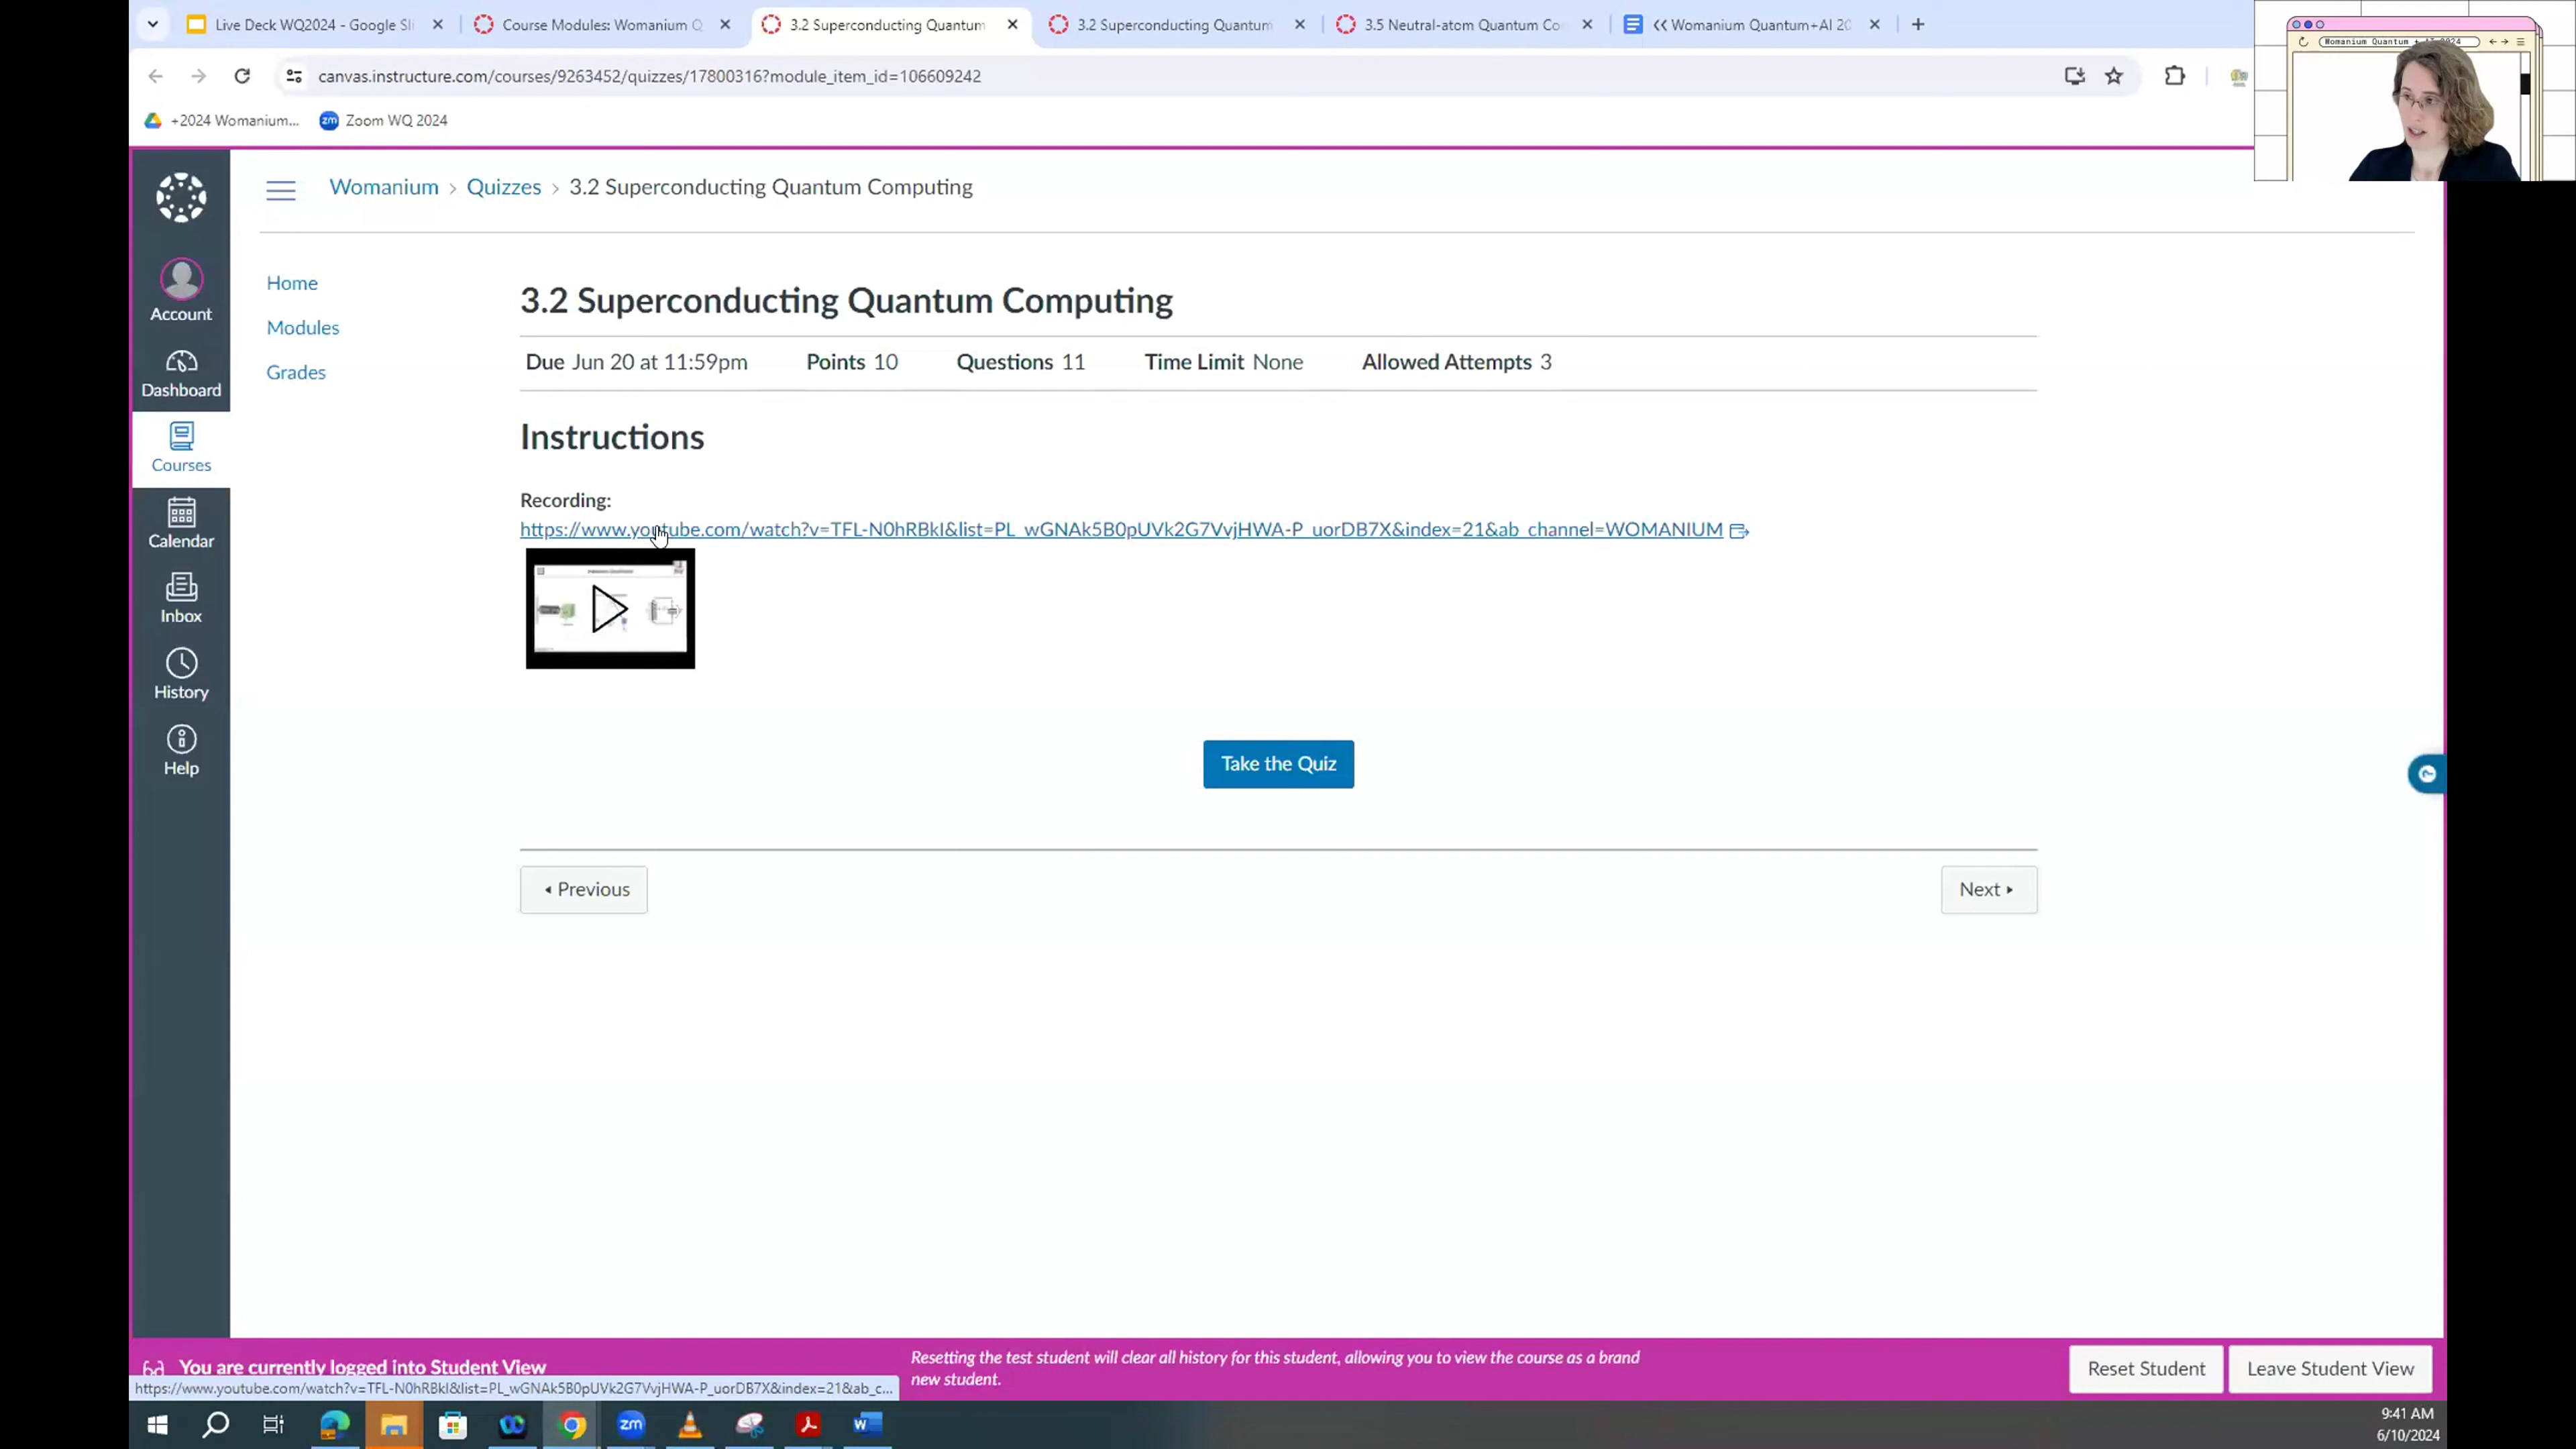 Live Deck WQ2024 - Google Sli
Course Modules: Womanium Q
3.2 Superconducting Quantum
3.2 Superconducting Quantum
3.5 Neutral-atom Quantum Co
<< Womanium Quantum+AI 20
canvas.instructure.com/courses/9263452/quizzes/17800316?module_item_id=106609242
+2024 Womanium...
Zoom WQ 2024
Womanium Quantum + AI 2024
Womanium > Quizzes > 3.2 Superconducting Quantum Computing
Account
Dashboard
Courses
Calendar
Inbox
History
Help
Home
Modules
Grades
3.2 Superconducting Quantum Computing
Due Jun 20 at 11:59pm Points 10 Questions 11 Time Limit None Allowed Attempts 3
Instructions
Recording:
https://www.youtube.com/watch?v=TFL-N0hRBkI&list=PL_wGNAk5B0pUVk2G7VvjHWA-P_uorDB7X&index=21&ab_channel=WOMANIUM
Take the Quiz
Previous
Next
You are currently logged into Student View
Resetting the test student will clear all history for this student, allowing you to view the course as a brand
new student.
Reset Student
Leave Student View
https://www.youtube.com/watch?v=TFL-N0hRBkI&list=PL_wGNAk5B0pUVk2G7VvjHWA-P_uorDB7X&index=21&ab_c...
zm
9:41 AM
6/10/2024